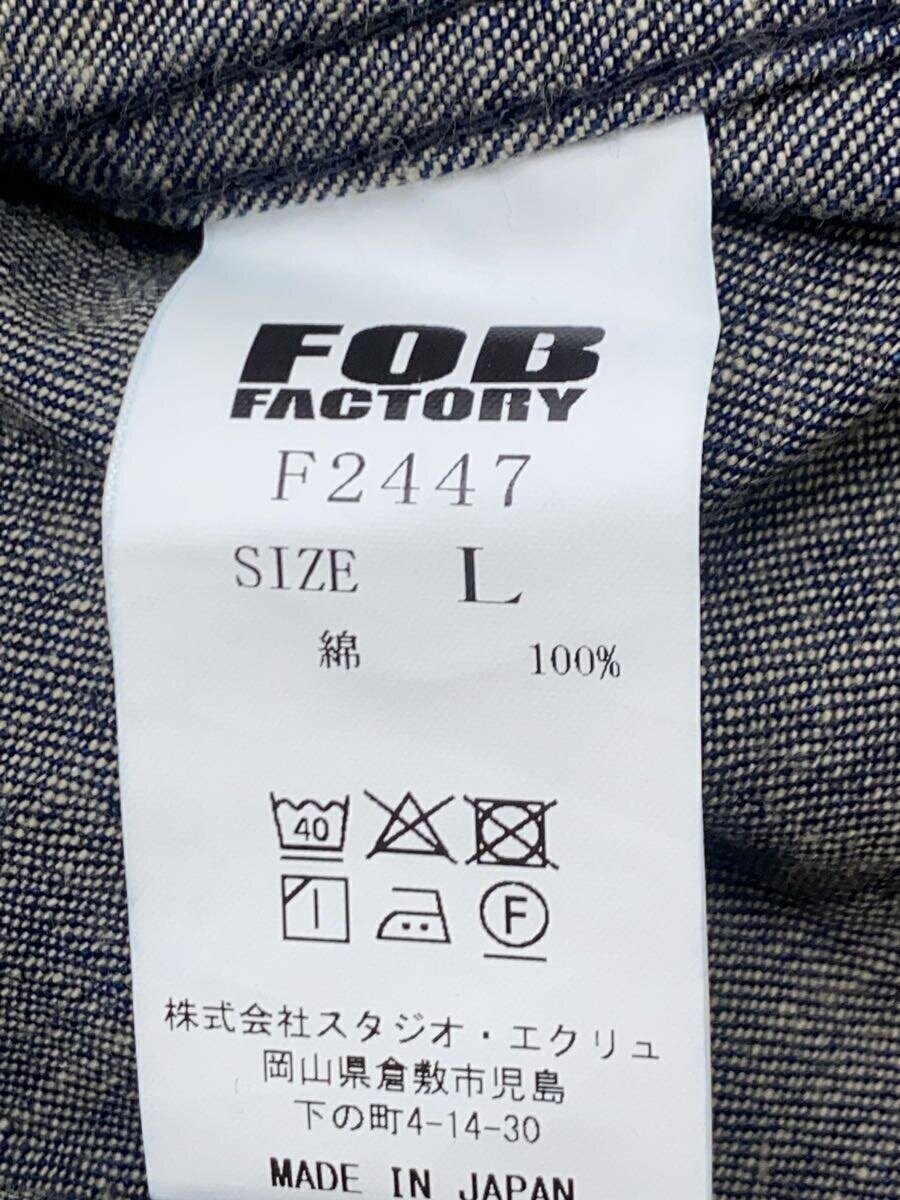 FOB
FACTORY
F2447
SIZE L
綿 100%
40
F
株式会社スタジオ・エクリュ
岡山県倉敷市児島
下の町4-14-30
MADE IN JAPAN